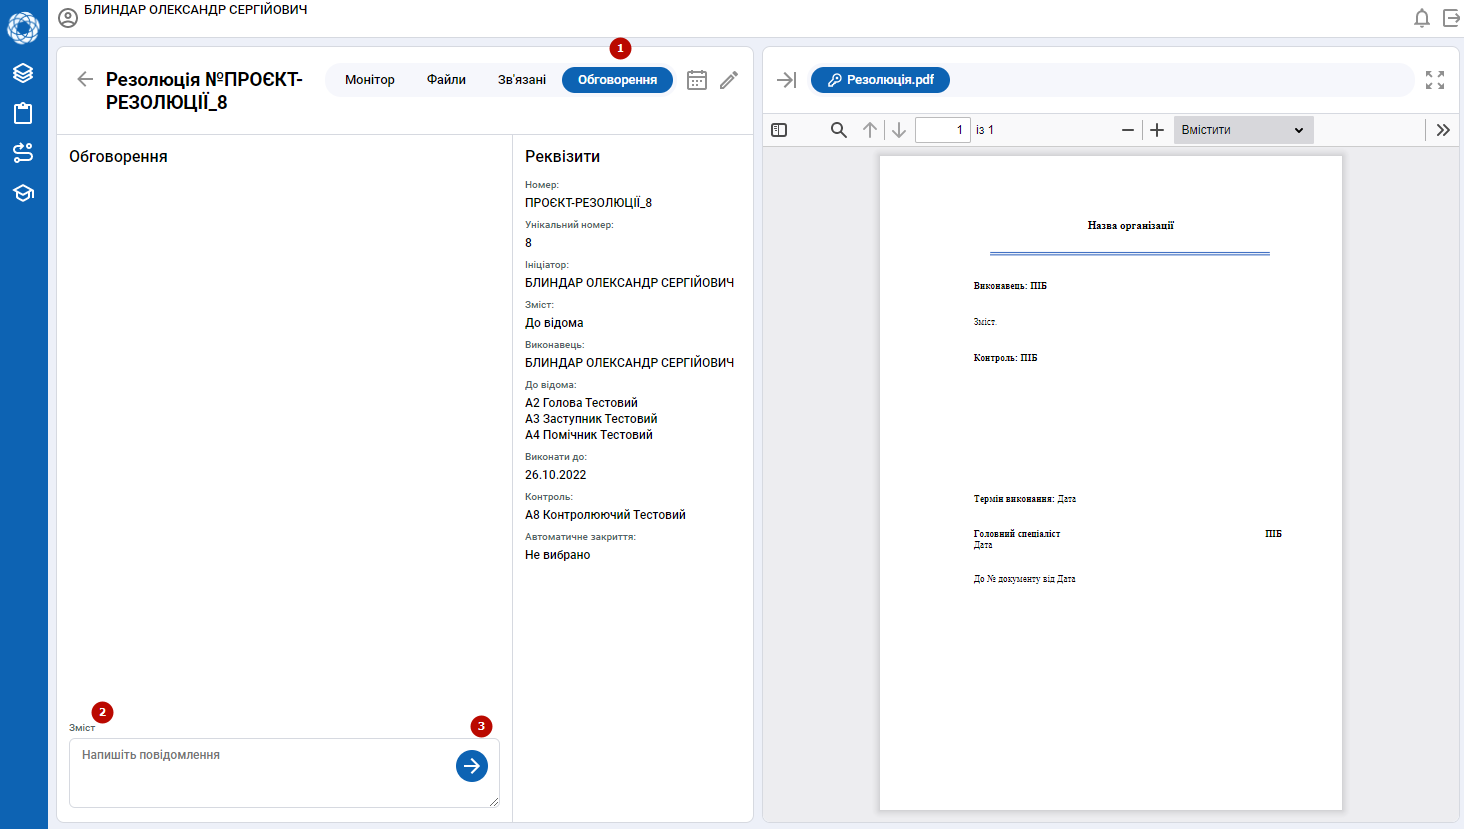 БЛИНДАР ОЛЕКСАНДР СЕРГІЙОВИЧ
1
Резолюція №ПРОЄКТ-
РЕЗОЛЮЦІЇ_8
Монітор
Файли
Зв'язані
Обговорення
Обговорення
2
Зміст
3
Напишіть повідомлення
Реквізити
Номер:
ПРОЄКТ-РЕЗОЛЮЦІЇ_8
Унікальний номер:
8
Ініціатор:
БЛИНДАР ОЛЕКСАНДР СЕРГІЙОВИЧ
Зміст:
До відома
Виконавець:
БЛИНДАР ОЛЕКСАНДР СЕРГІЙОВИЧ
До відома:
А2 Голова Тестовий
А3 Заступник Тестовий
А4 Помічник Тестовий
Виконати до:
26.10.2022
Контроль:
А8 Контролюючий Тестовий
Автоматичне закриття:
Не вибрано
Резолюція.pdf
1 із 1
Вмістити
Назва організації
Виконавець: ПІБ
Зміст:
Контроль: ПІБ
Термін виконання: Дата
Головний спеціаліст ПІБ
Дата
До № документу від Дата